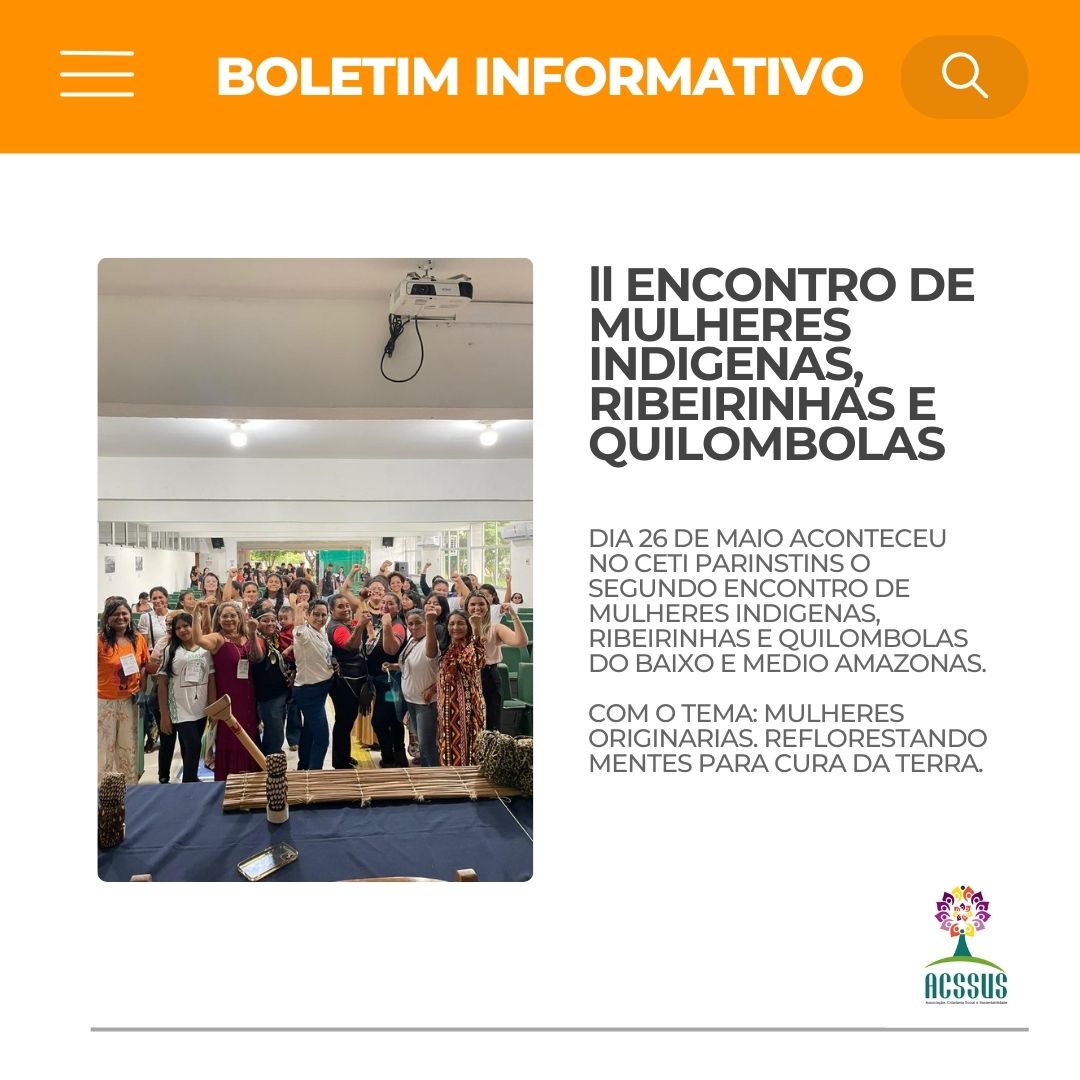 BOLETIM INFORMATIVO
ll ENCONTRO DE
MULHERES
INDIGENAS,
RIBEIRINHAS E
QUILOMBOLAS
DIA 26 DE MAIO ACONTECEU
NO CETI PARINSTINS O
SEGUNDO ENCONTRO DE
MULHERES INDIGENAS,
RIBEIRINHAS E QUILOMBOLAS
DO BAIXO E MEDIO AMAZONAS.
COM O TEMA: MULHERES
ORIGINARIAS. REFLORESTANDO
MENTES PARA CURA DA TERRA.
ACSSUS
Associação, Cidadania Social e Sustentabilidade